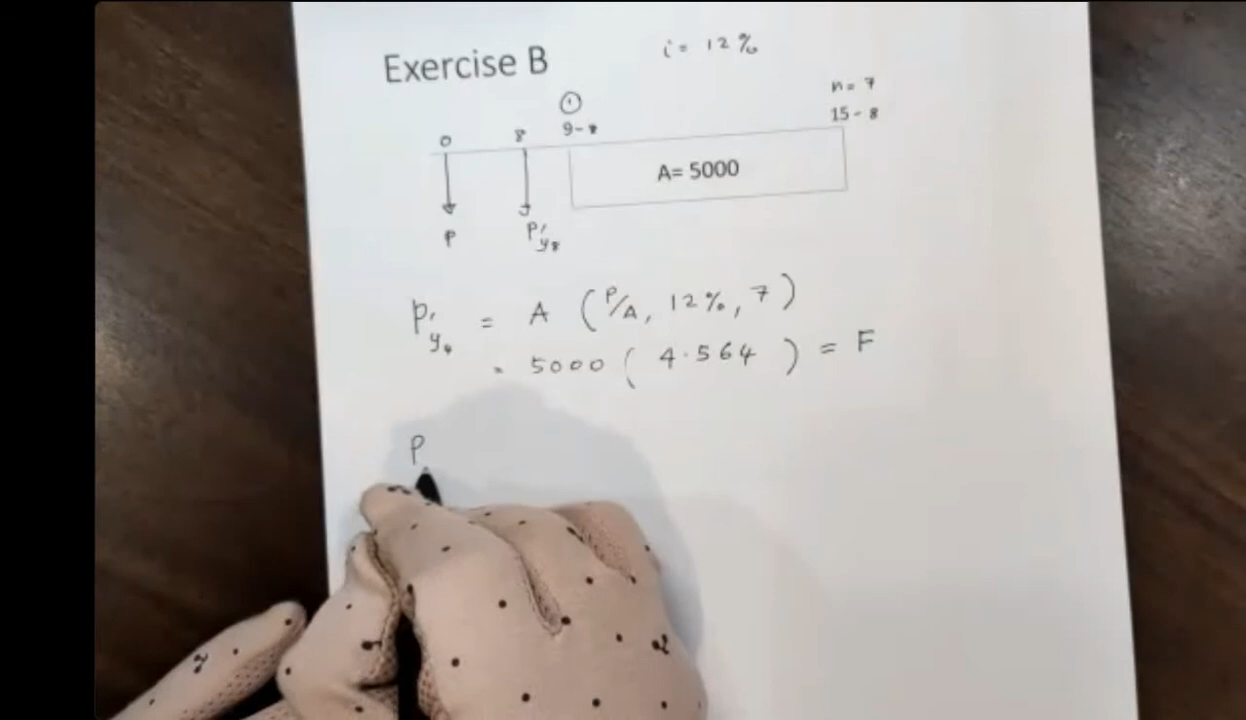 Exercise B
i = 12%
1
n = 7
0
8
9-8
15-8
A= 5000
P
P'y8
P'y8 = A (P/A, 12%, 7)
= 5000 ( 4.564 ) = F
P